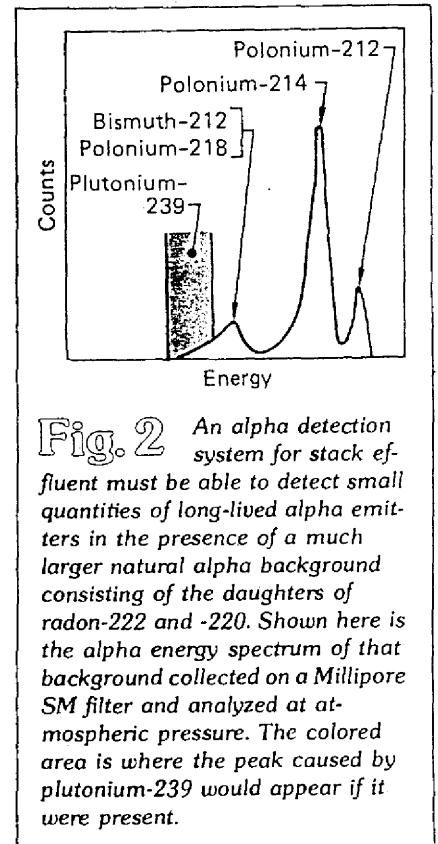 Polonium-212
Polonium-214
Bismuth-212
Polonium-218
Plutonium-
239
Counts
Energy
Fig. 2 An alpha detection
system for stack ef-
fluent must be able to detect small
quantities of long-lived alpha emit-
ters in the presence of a much
larger natural alpha background
consisting of the daughters of
radon-222 and -220. Shown here is
the alpha energy spectrum of that
background collected on a Millipore
SM filter and analyzed at at-
mospheric pressure. The colored
area is where the peak caused by
plutonium-239 would appear if it
were present.